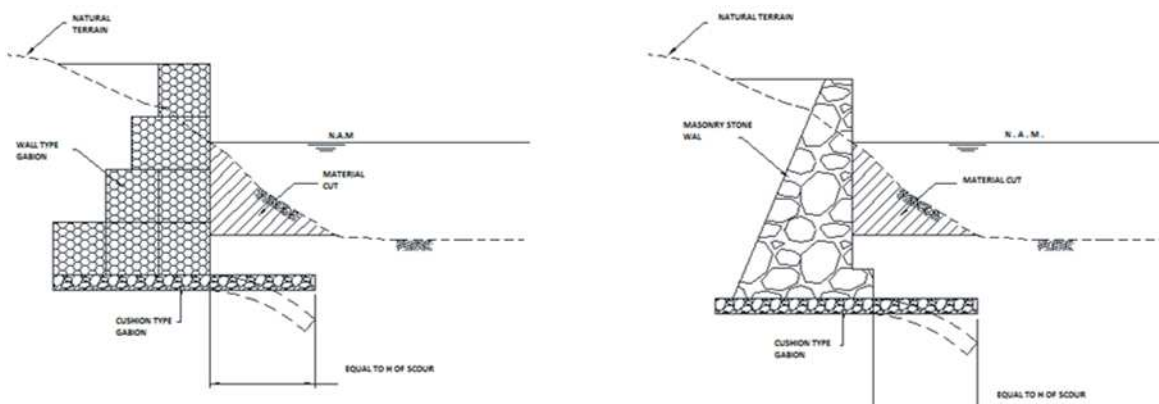 NATURAL
TERRAIN
N.A.M
WALL TYPE
GABION
MATERIAL
CUT
CUSHION TYPE
GABION
EQUAL TO H OF SCOUR
NATURAL TERRAIN
MASONRY STONE
WAL
N . A . M .
MATERIAL CUT
CUSHION TYPE
GABION
EQUAL TO H OF SCOUR